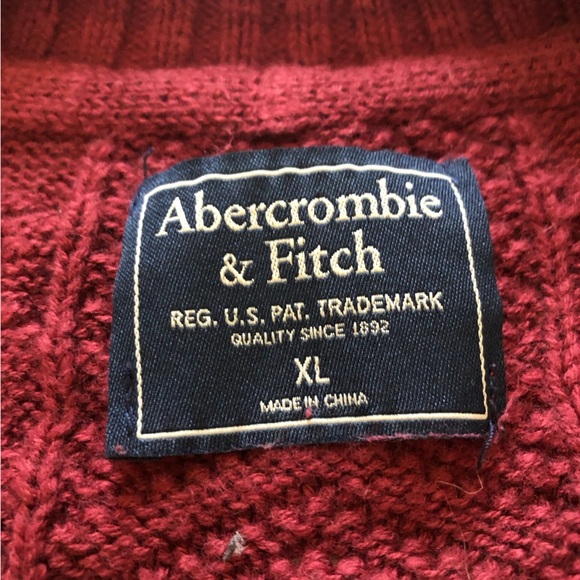 Abercrombie
& Fitch
REG. U.S. PAT. TRADEMARK
QUALITY SINCE 1892
XL
MADE IN CHINA